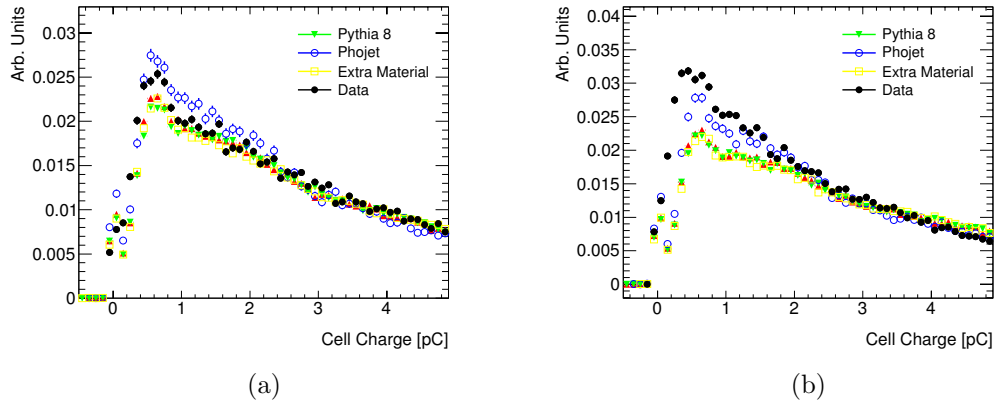 Arb. Units
0.03
0.025
0.02
0.015
0.01
0.005
0
Pythia 8
Phojet
Extra Material
Data
0 1 2 3 4
Cell Charge [pC]
(a)
Arb. Units
0.04
0.035
0.03
0.025
0.02
0.015
0.01
0.005
0
Pythia 8
Phojet
Extra Material
Data
0 1 2 3 4
Cell Charge [pC]
(b)